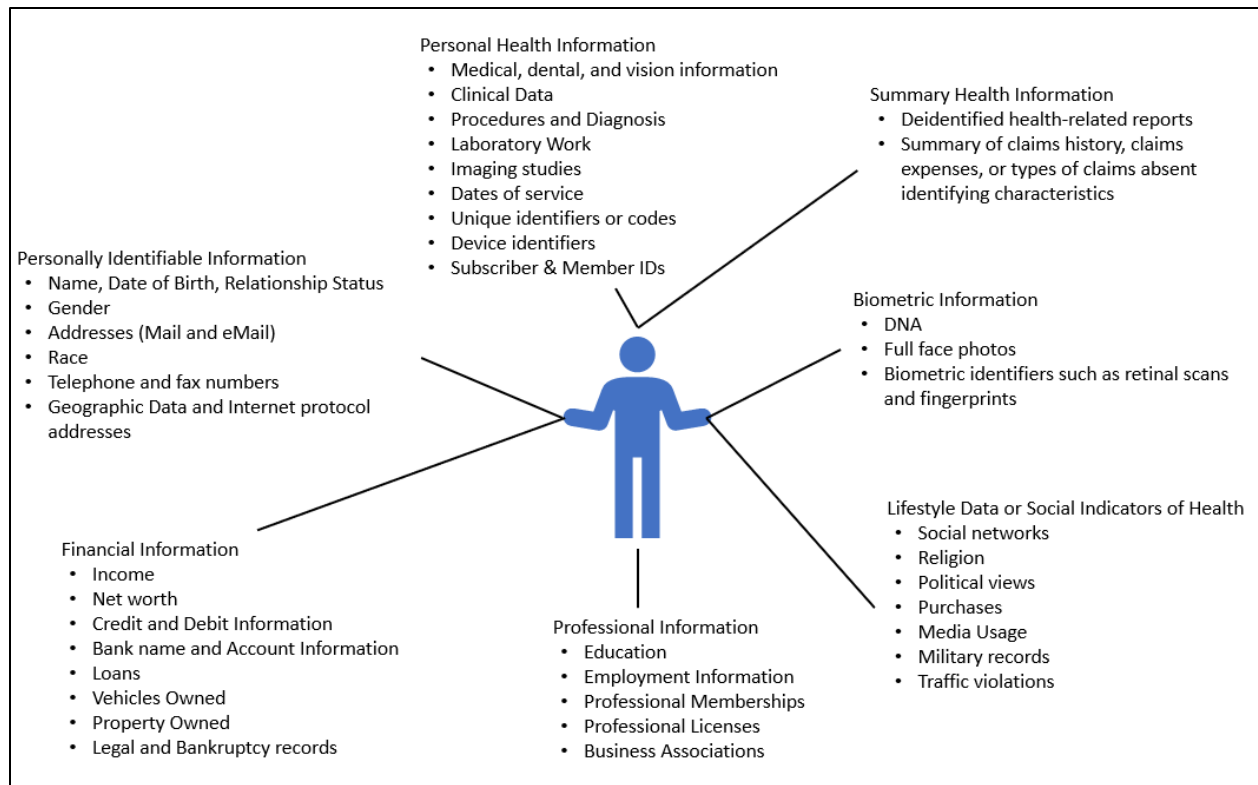 Personal Health Information
• Medical, dental, and vision information
• Clinical Data
• Procedures and Diagnosis
• Laboratory Work
• Imaging studies
• Dates of service
• Unique identifiers or codes
• Device identifiers
• Subscriber & Member IDs
Summary Health Information
• Deidentified health-related reports
• Summary of claims history, claims
expenses, or types of claims absent
identifying characteristics
Personally Identifiable Information
• Name, Date of Birth, Relationship Status
• Gender
• Addresses (Mail and eMail)
• Race
• Telephone and fax numbers
• Geographic Data and Internet protocol
addresses
Biometric Information
• DNA
• Full face photos
• Biometric identifiers such as retinal scans
and fingerprints
Financial Information
• Income
• Net worth
• Credit and Debit Information
• Bank name and Account Information
• Loans
• Vehicles Owned
• Property Owned
• Legal and Bankruptcy records
Professional Information
• Education
• Employment Information
• Professional Memberships
• Professional Licenses
• Business Associations
Lifestyle Data or Social Indicators of Health
• Social networks
• Religion
• Political views
• Purchases
• Media Usage
• Military records
• Traffic violations